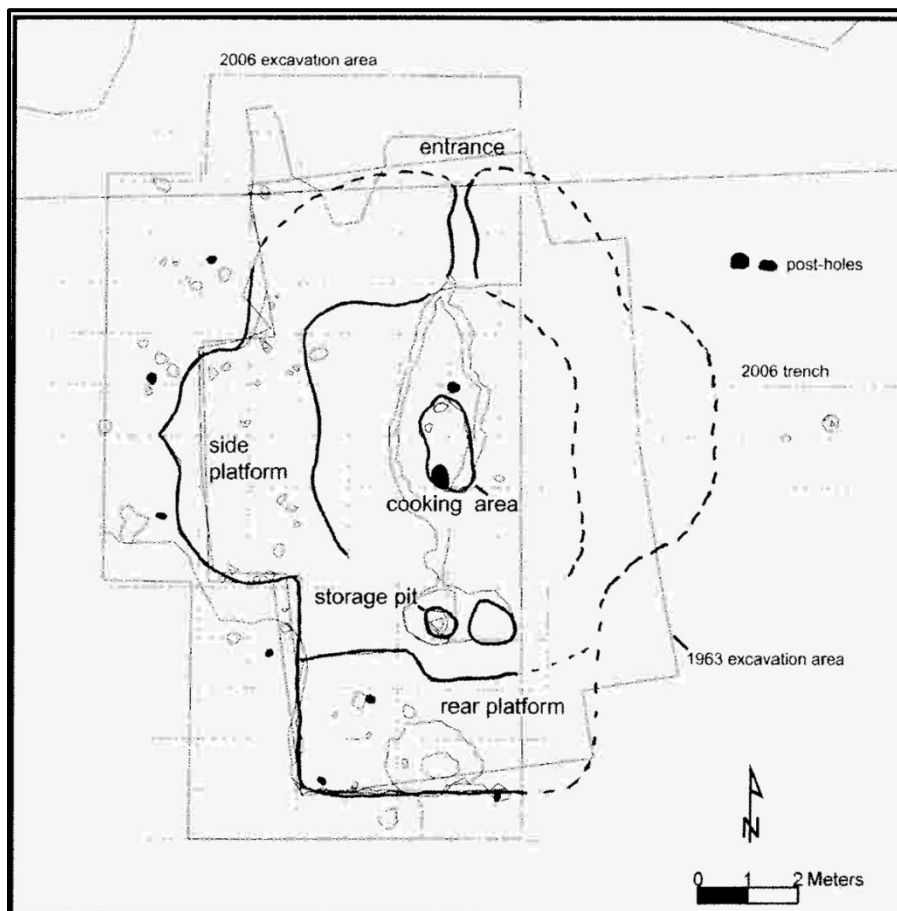 2006 excavation area
entrance
post-holes
2006 trench
side
platform
cooking area
storage pit
1963 excavation area
rear platform
N
0 1 2 Meters